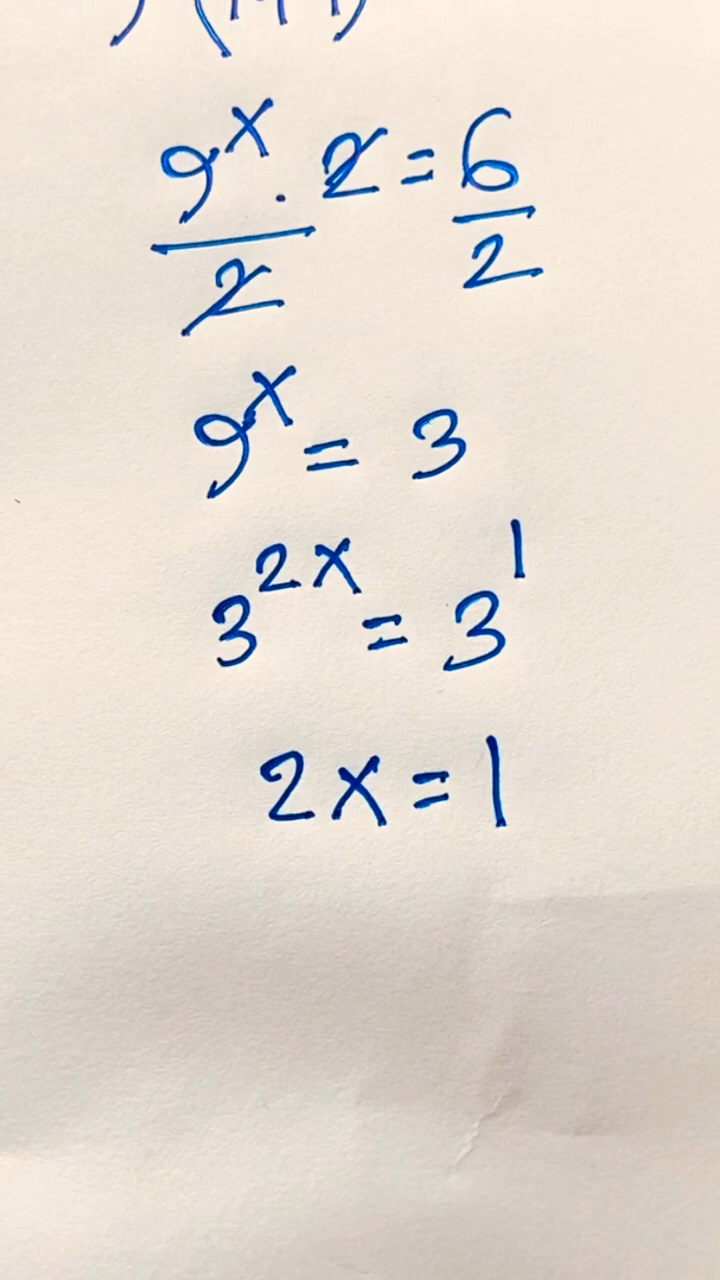 9^x · 2 / 2 = 6 / 2
9^x = 3
3^2x = 3^1
2x = 1